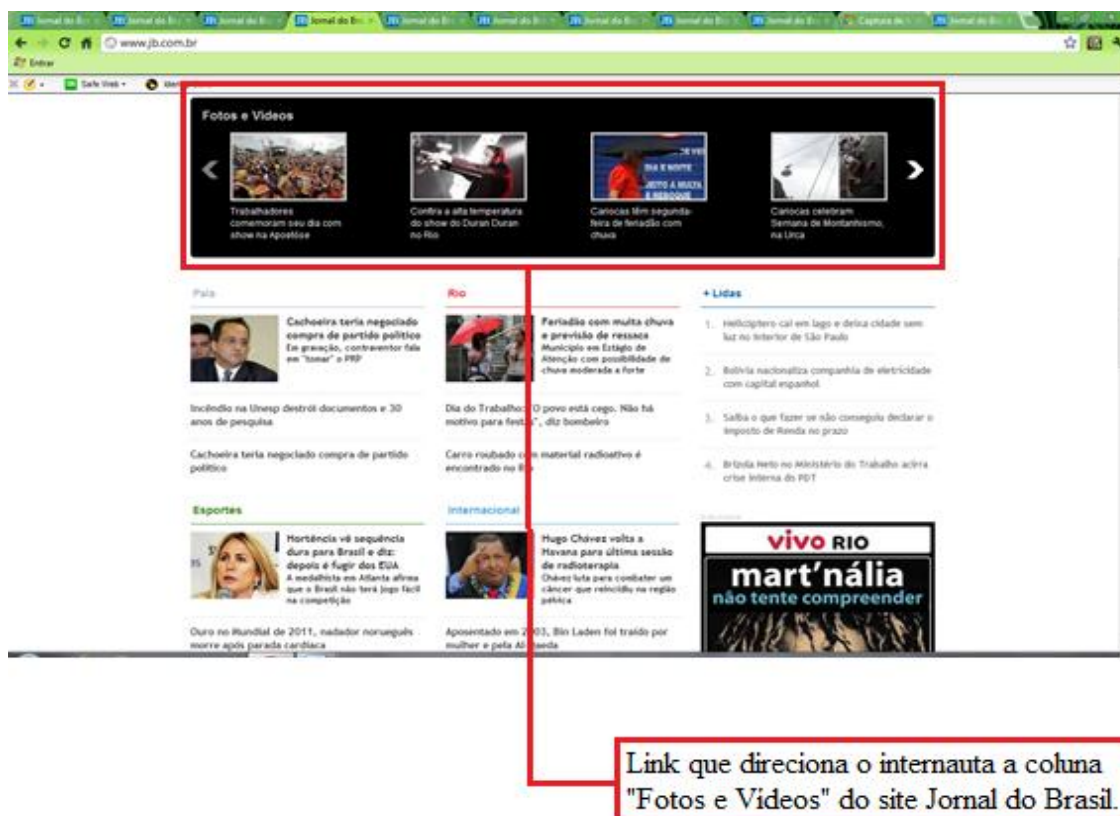 Jornal do Br
www.jb.com.br
Entrar
Safe Web
Fotos e Vídeos
Trabalhadores
comemoram seu dia com
show na Apoteose
Confira a alta temperatura
do show do Duran Duran
no Rio
Cariocas têm segunda-
feira de feriadão com
chuva
Cariocas celebram
Semana de Montanhismo,
na Urca
DIA E NOITE
País
Cachoeira teria negociado
compra de partido político
Em gravação, contraventor fala
em "tomar" o PRP
Incêndio na Unesp destrói documentos e 30
anos de pesquisa
Cachoeira teria negociado compra de partido
político
Rio
Feriadão com muita chuva
e previsão de ressaca
Município em Estágio de
Atenção com possibilidade de
chuva moderada a forte
Dia do Trabalho: "O povo está cego. Não há
motivo para festas", diz bombeiro
Carro roubado com material radioativo é
encontrado no Rio
+ Lidas
1. Helicóptero cai em lago e deixa cidade sem
luz no interior de São Paulo
2. Bolívia nacionaliza companhia de eletricidade
com capital espanhol
3. Saiba o que fazer se não conseguiu declarar o
Imposto de Renda no prazo
4. Brizola Neto no Ministério do Trabalho acirra
crise interna do PDT
Esportes
Hortência vê sequência
dura para Brasil e diz:
depois é fugir dos EUA
A medalhista em Atlanta afirma
que o Brasil não terá jogo fácil
na competição
Ouro no Mundial de 2011, nadador norueguês
morre após parada cardíaca
Internacional
Hugo Chávez volta a
Havana para última sessão
de radioterapia
Chávez luta para combater um
câncer que reincidiu na região
pélvica
Aposentado em 2003, Bin Laden foi traído por
mulher e pela Al Qaeda
vivo RIO
mart'nália
não tente compreender
Link que direciona o internauta a coluna
"Fotos e Vídeos" do site Jornal do Brasil.